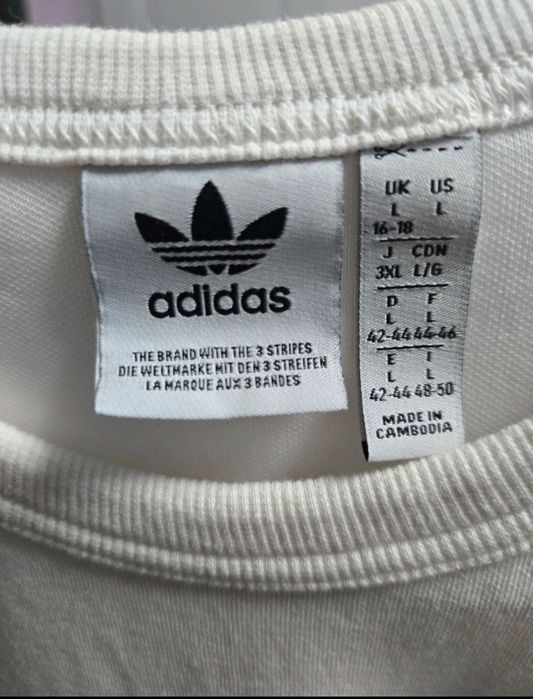 adidas
THE BRAND WITH THE 3 STRIPES
DIE WELTMARKE MIT DEN 3 STREIFEN
LA MARQUE AUX 3 BANDES
UK US
L L
16-18
J CDN
3XL L/G
D F
L L
42-44 44-46
E I
L L
42-44 48-50
MADE IN
CAMBODIA